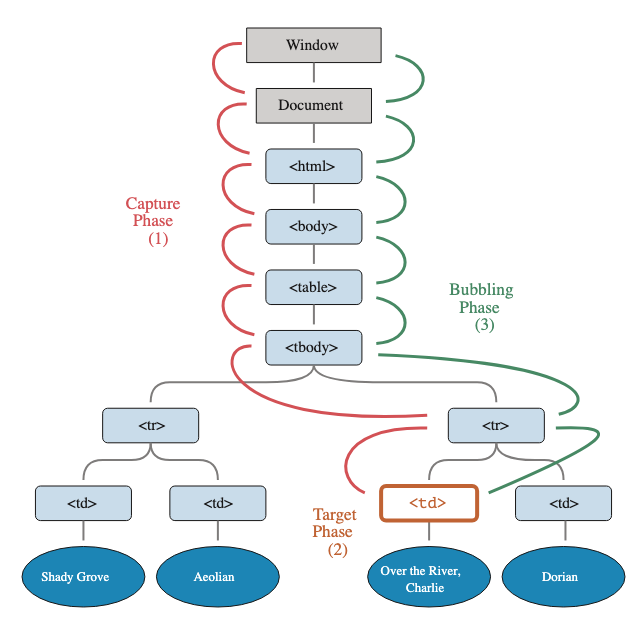 Window
Document
<html>
<body>
Capture
Phase
(1)
<table>
Bubbling
Phase
(3)
<tbody>
<tr>
<tr>
<td>
<td>
<td>
<td>
Target
Phase
(2)
Shady Grove
Aeolian
Over the River,
Charlie
Dorian